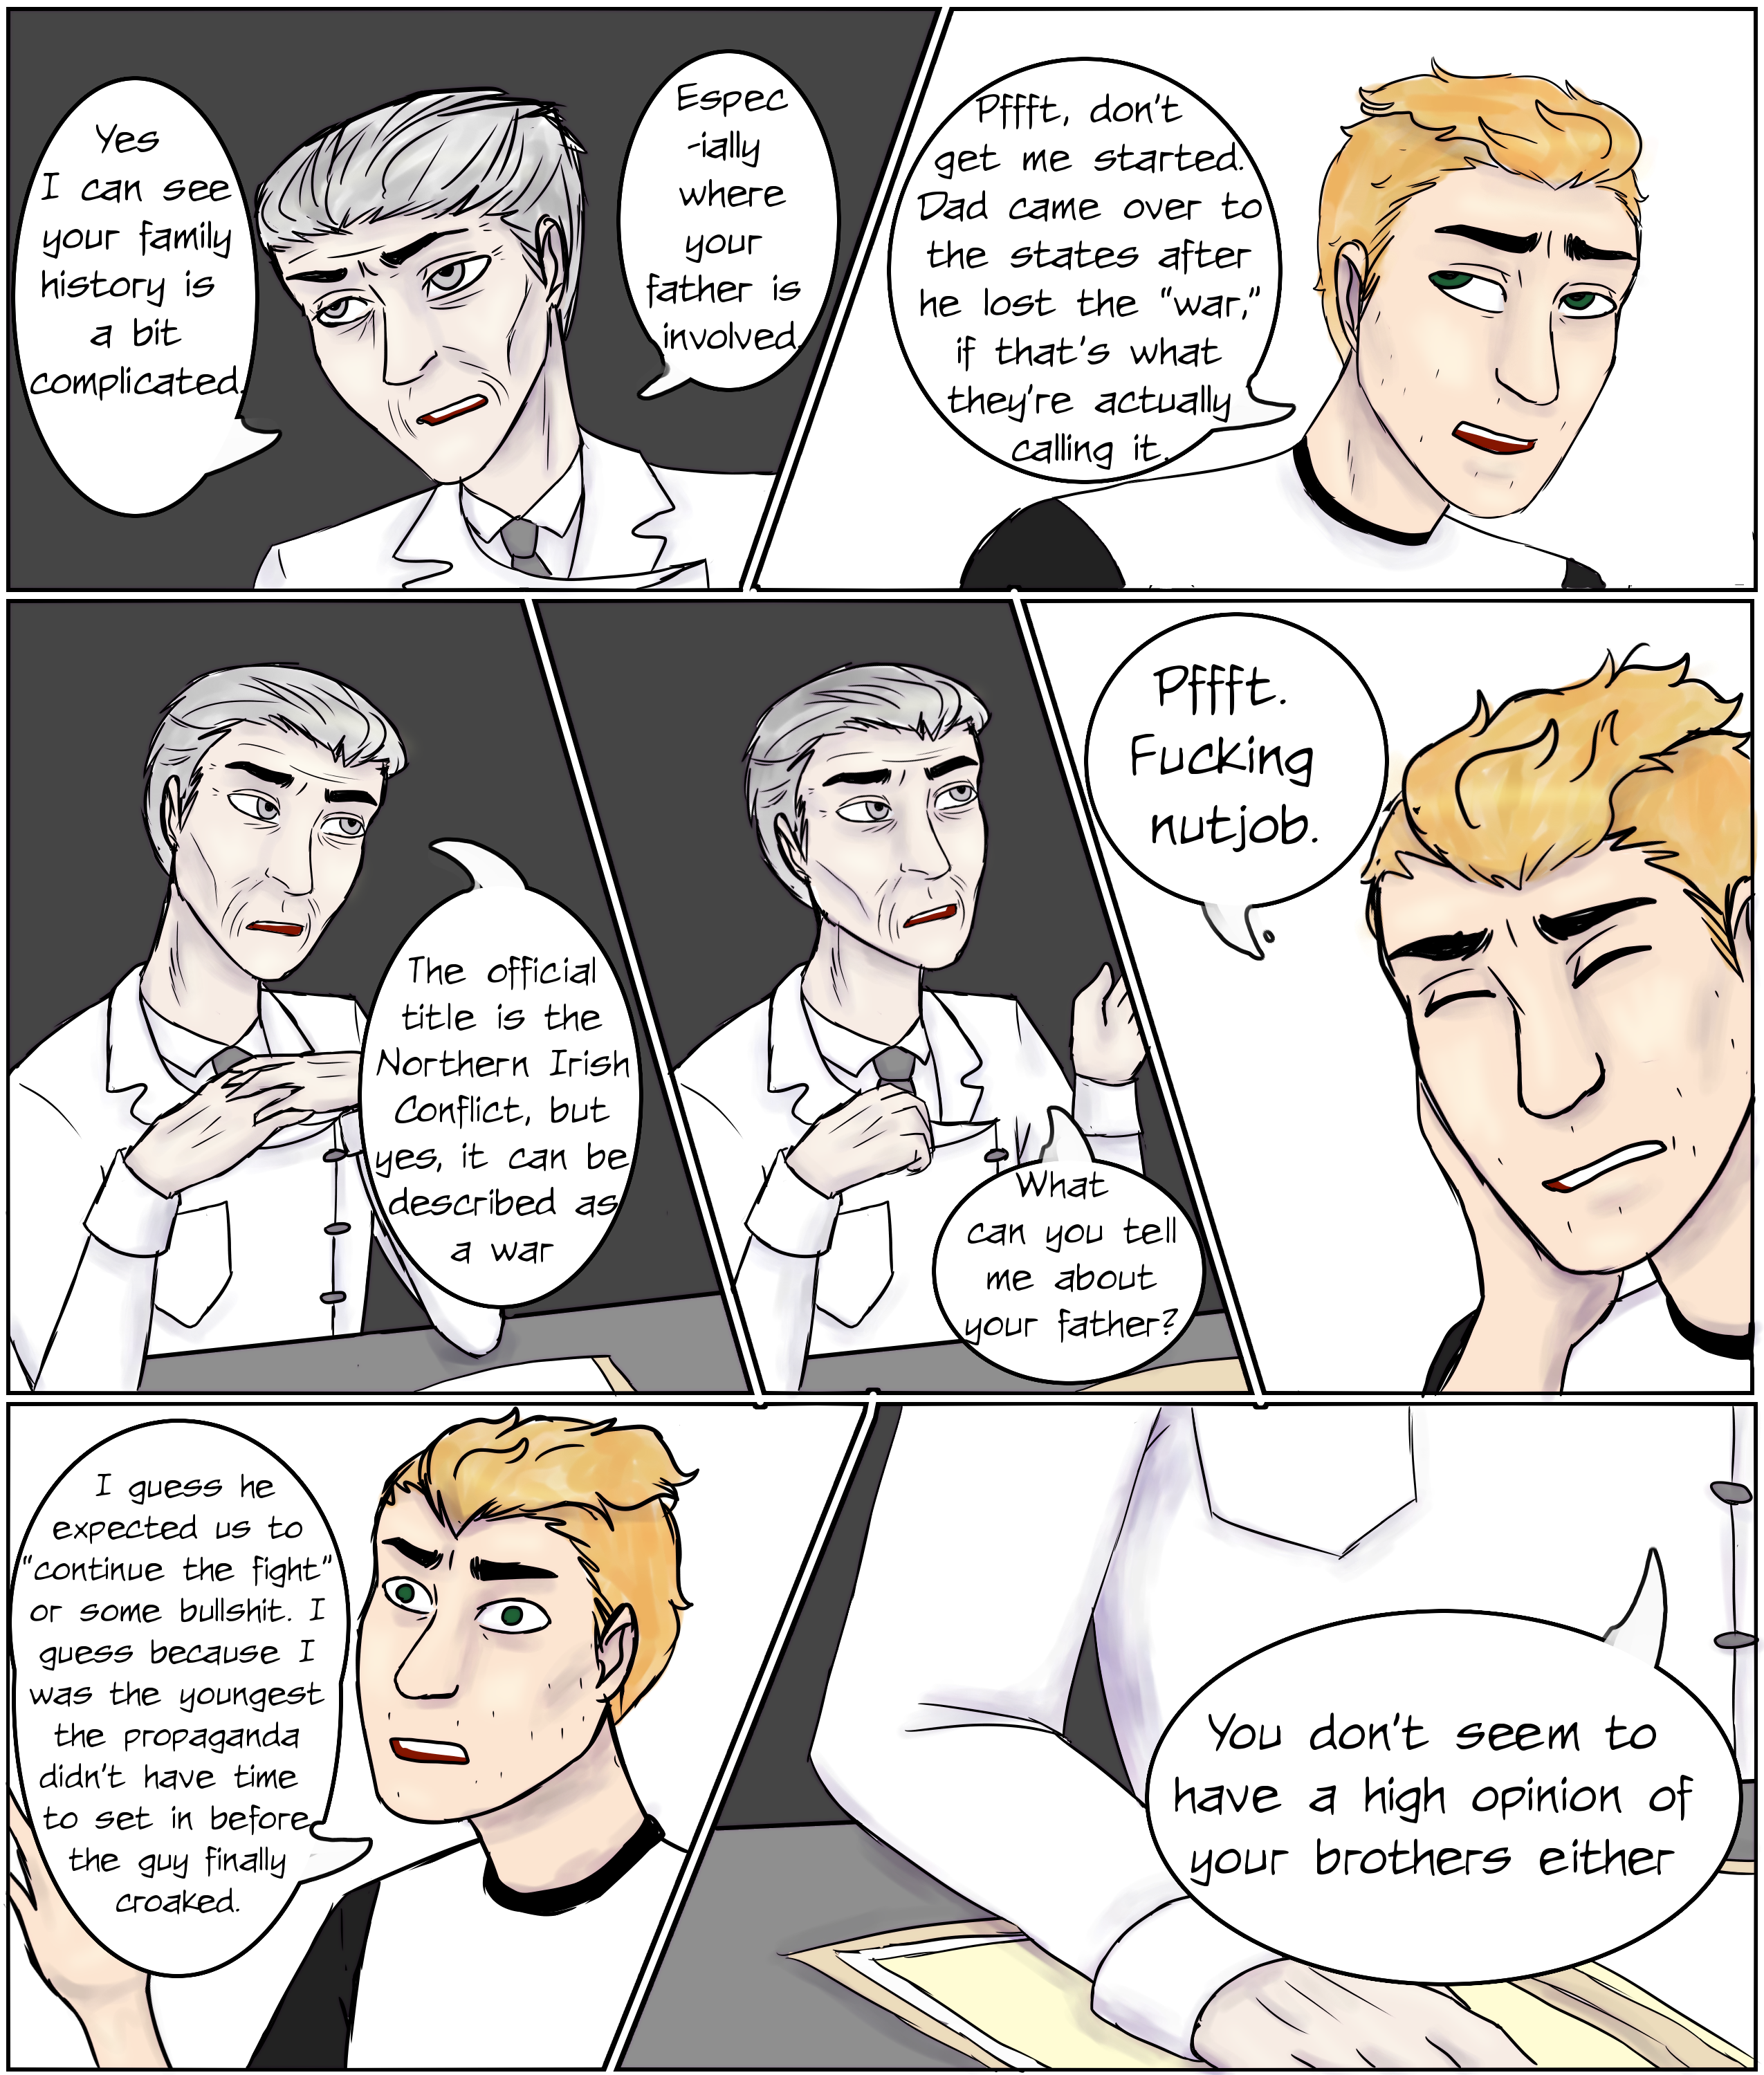 Yes
I can see
your family
history is
a bit
complicated.
Espec
-ially
where
your
father is
involved.
Pffft, don't
get me started.
Dad came over to
the states after
he lost the "war,"
if that's what
they're actually
calling it.
The official
title is the
Northern Irish
Conflict, but
yes, it can be
described as
a war
What
can you tell
me about
your father?
Pffft.
Fucking
nutjob.
I guess he
expected us to
"continue the fight"
or some bullshit. I
guess because I
was the youngest
the propaganda
didn't have time
to set in before
the guy finally
croaked.
You don't seem to
have a high opinion of
your brothers either